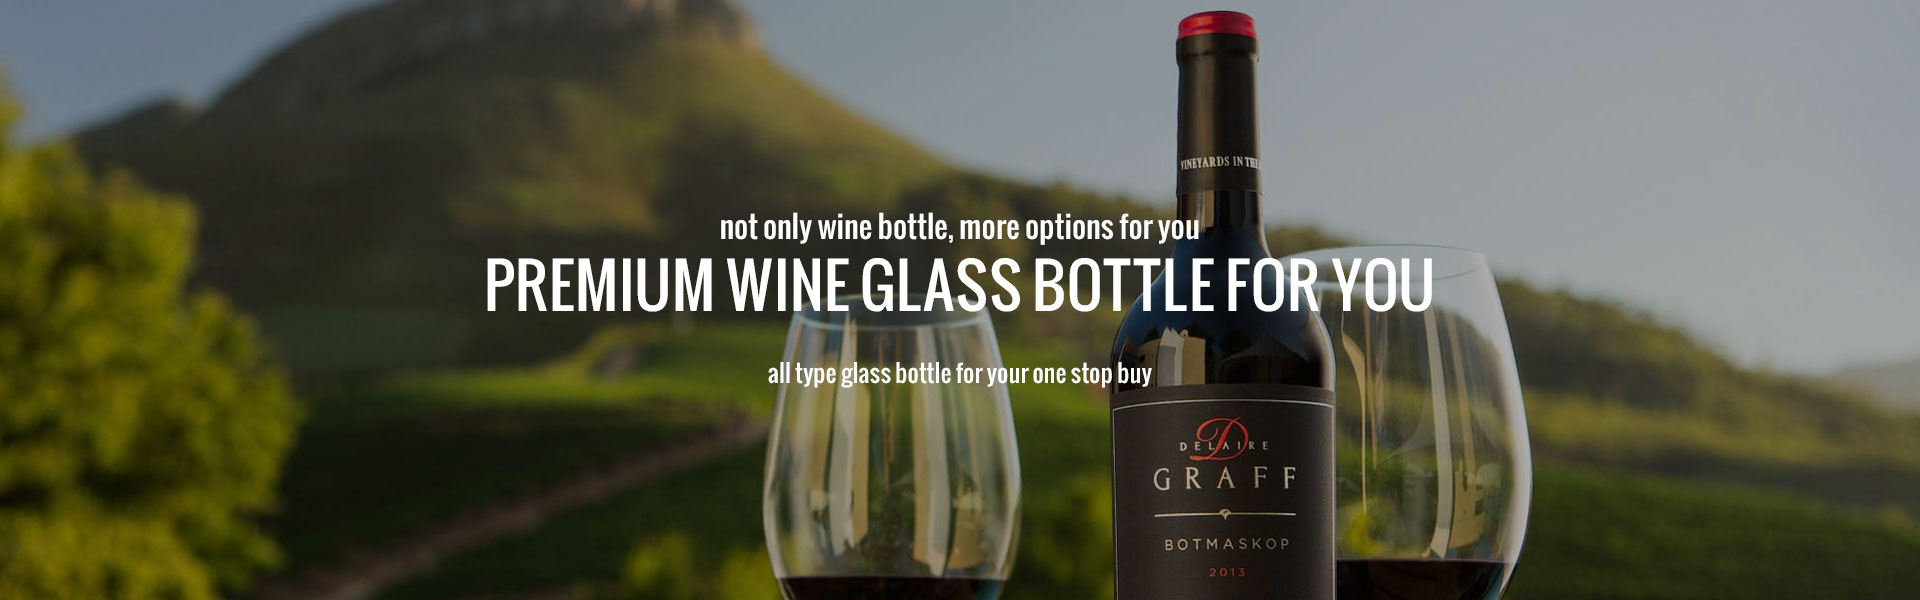 VINEYARDS IN THE
not only wine bottle, more options for you
PREMIUM WINE GLASS BOTTLE FOR YOU
all type glass bottle for your one stop buy
D
DELAIRE
GRAFF
BOTMASKOP
2013